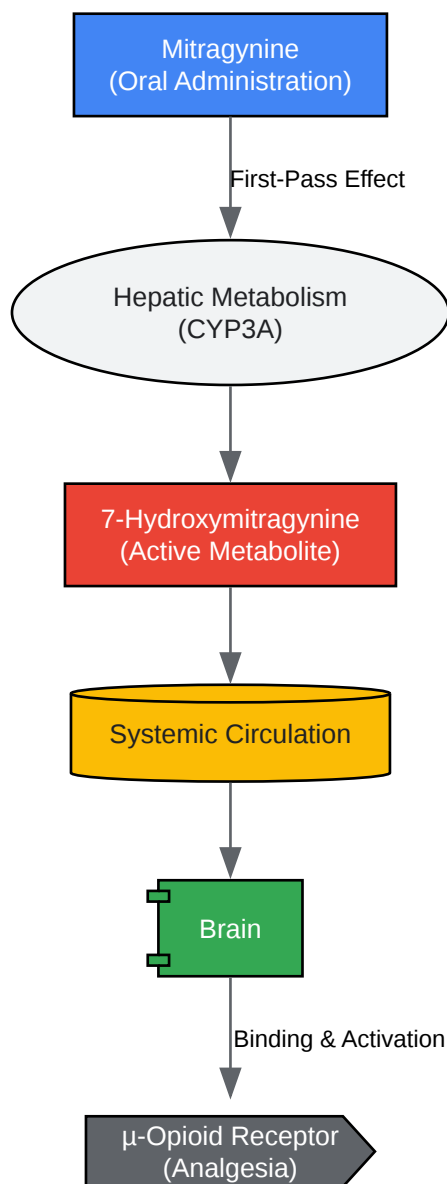 Mitragynine
(Oral Administration)
First-Pass Effect
Hepatic Metabolism
(CYP3A)
7-Hydroxymitragynine
(Active Metabolite)
Systemic Circulation
Brain
Binding & Activation
μ-Opioid Receptor
(Analgesia)